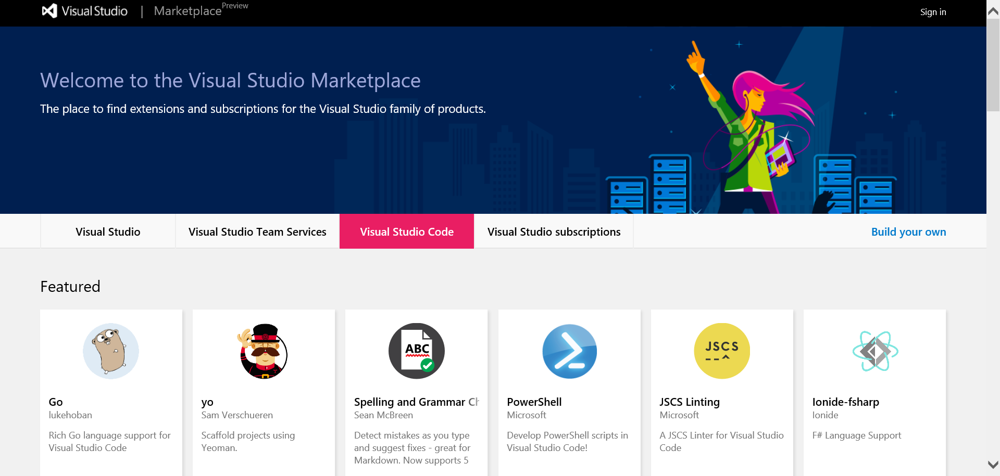 Visual Studio | Marketplace Preview
Sign in
Welcome to the Visual Studio Marketplace
The place to find extensions and subscriptions for the Visual Studio family of products.
Visual Studio
Visual Studio Team Services
Visual Studio Code
Visual Studio subscriptions
Build your own
Featured
ABC
JSCS
Go
lukehoban
Rich Go language support for
Visual Studio Code
yo
Sam Verschueren
Scaffold projects using
Yeoman.
Spelling and Grammar Ch
Sean McBreen
Detect mistakes as you type
and suggest fixes - great for
Markdown. Now supports 5
PowerShell
Microsoft
Develop PowerShell scripts in
Visual Studio Code!
JSCS Linting
Microsoft
A JSCS Linter for Visual Studio
Code
Ionide-fsharp
Ionide
F# Language Support